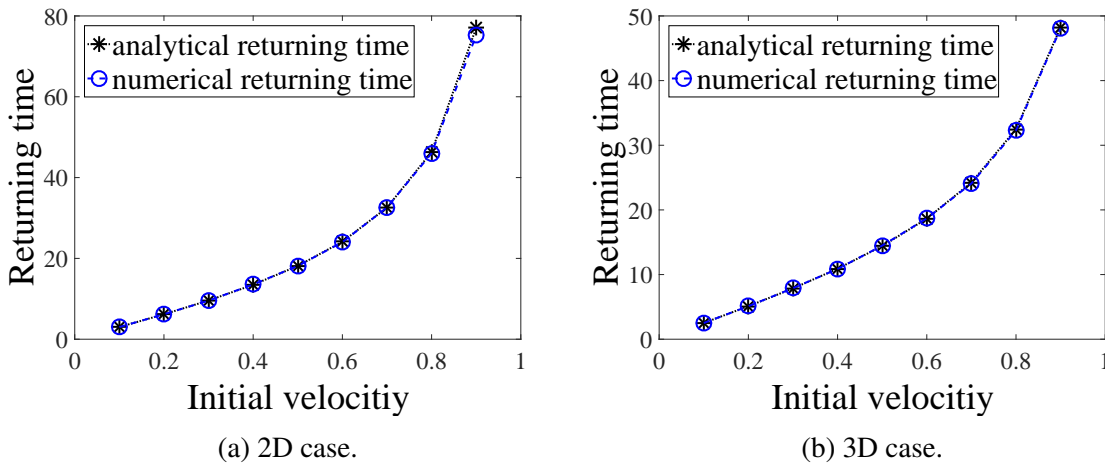 80
60
40
20
0
Returning time
analytical returning time
numerical returning time
0 0.2 0.4 0.6 0.8 1
Initial velocitiy
(a) 2D case.
50
40
30
20
10
0
Returning time
analytical returning time
numerical returning time
0 0.2 0.4 0.6 0.8 1
Initial velocitiy
(b) 3D case.